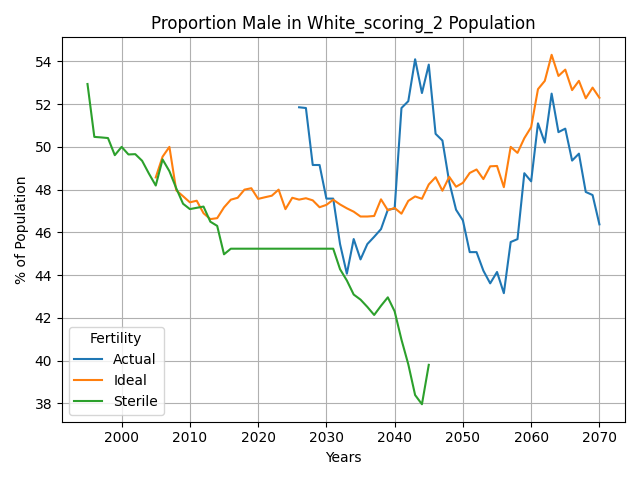 Proportion Male in White_scoring_2 Population
% of Population
54
52
50
48
46
44
42
40
38
Fertility
Actual
Ideal
Sterile
2000 2010 2020 2030 2040 2050 2060 2070
Years